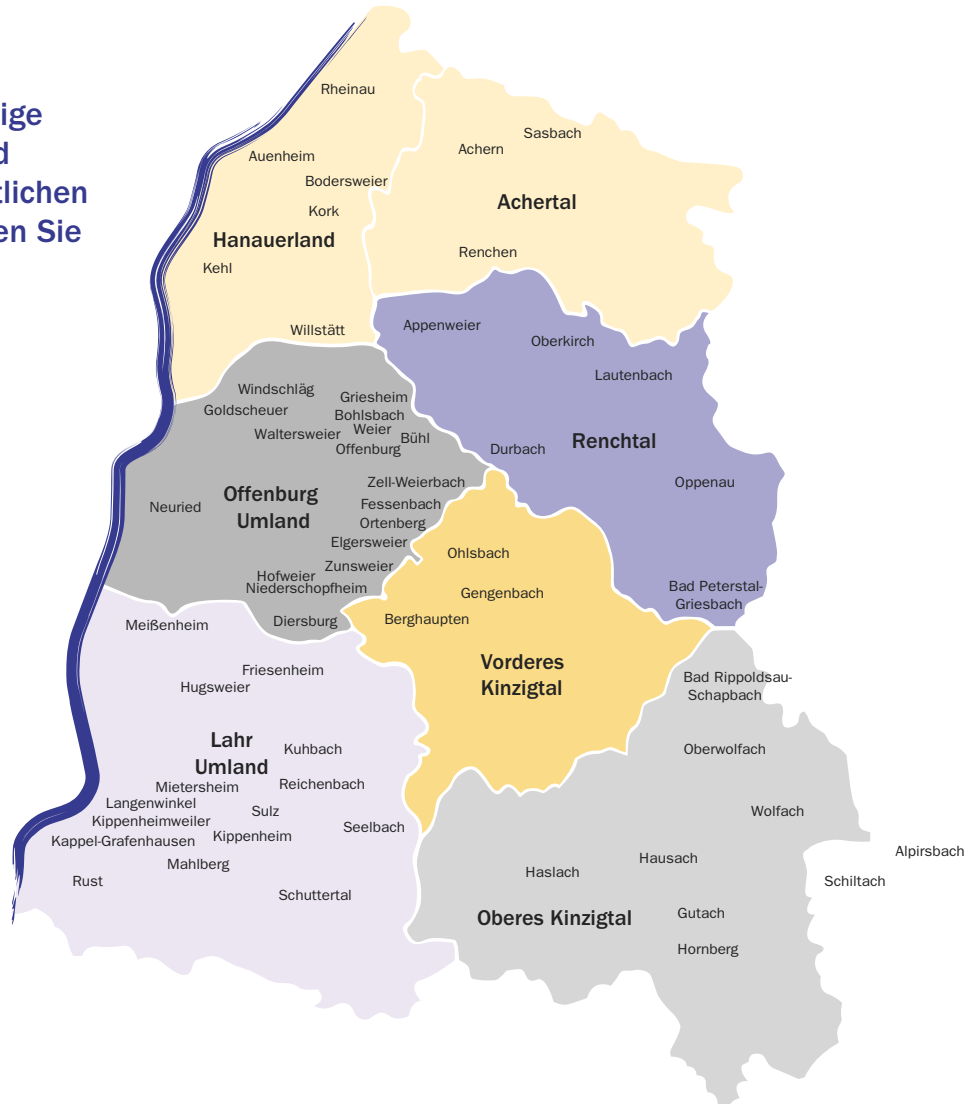 ige
d
tlichen
en Sie
Rheinau
Auenheim
Bodersweier
Kork
Hanauerland
Kehl
Willstätt
Sasbach
Achern
Achertal
Renchen
Appenweier
Oberkirch
Lautenbach
Durbach
Renchtal
Oppenau
Bad Peterstal-
Griesbach
Windschläg
Goldscheuer
Griesheim
Bohlsbach
Waltersweier
Weier
Bühl
Offenburg
Neuried
Offenburg
Umland
Zell-Weierbach
Fessenbach
Ortenberg
Elgersweier
Zunsweier
Hofweier
Niederschopfheim
Diersburg
Ohlsbach
Gengenbach
Berghaupten
Vorderes
Kinzigtal
Meißenheim
Friesenheim
Hugsweier
Lahr
Umland
Kuhbach
Mietersheim
Reichenbach
Langenwinkel
Sulz
Kippenheimweiler
Seelbach
Kappel-Grafenhausen
Kippenheim
Mahlberg
Rust
Schuttertal
Bad Rippoldsau-
Schapbach
Oberwolfach
Wolfach
Alpirsbach
Schiltach
Hausach
Haslach
Oberes Kinzigtal
Gutach
Hornberg